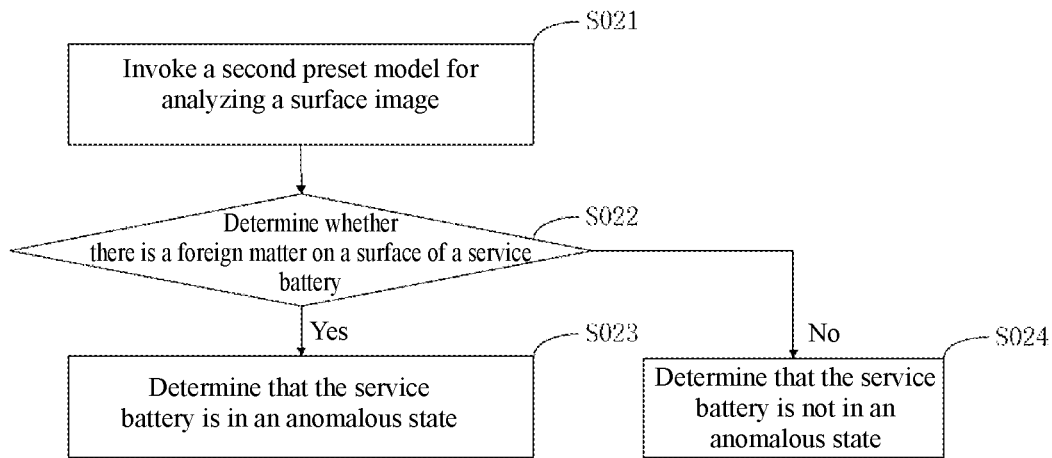 S021
Invoke a second preset model for
analyzing a surface image
S022
Determine whether
there is a foreign matter on a surface of a service
battery
Yes
No
S023
Determine that the service
battery is in an anomalous state
S024
Determine that the service
battery is not in an
anomalous state